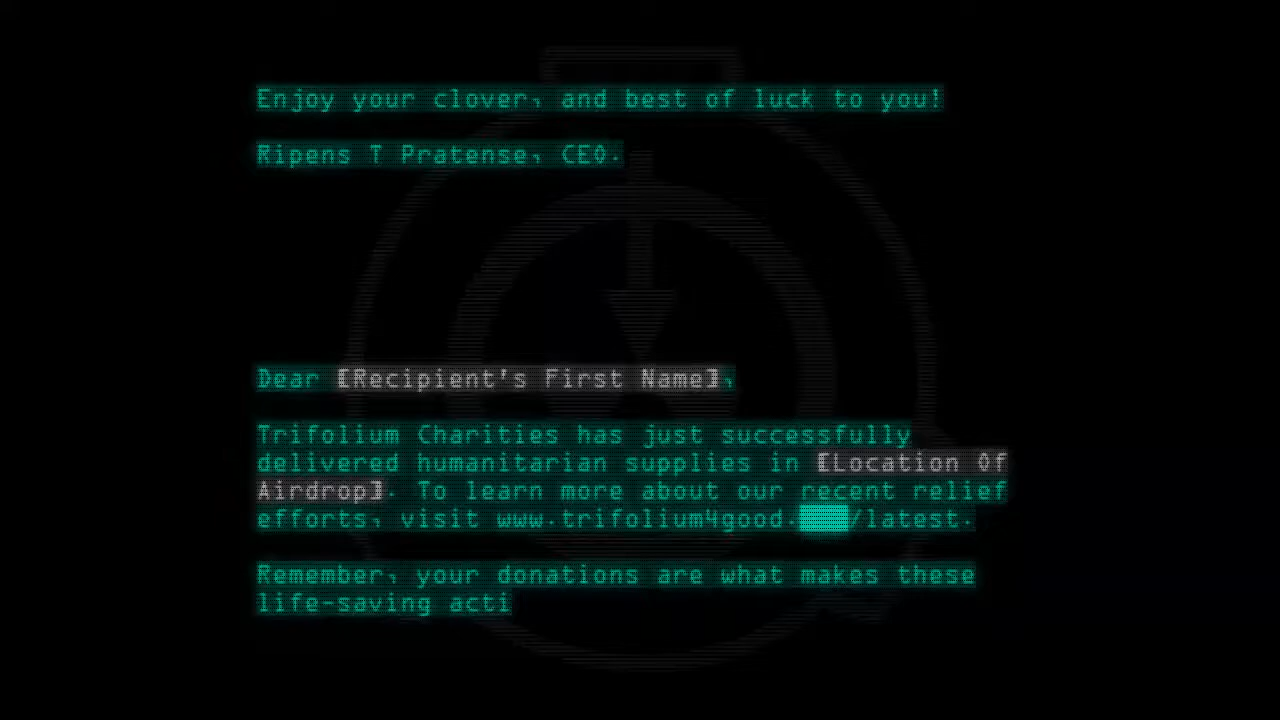 Enjoy your clover, and best of luck to you!
Ripens T Pratense, CEO.
Dear [Recipient's First Name],
Trifolium Charities has just successfully
delivered humanitarian supplies in [Location Of
Airdrop]. To learn more about our recent relief
efforts, visit www.trifolium4good.███/latest.
Remember, your donations are what makes these
life-saving acti